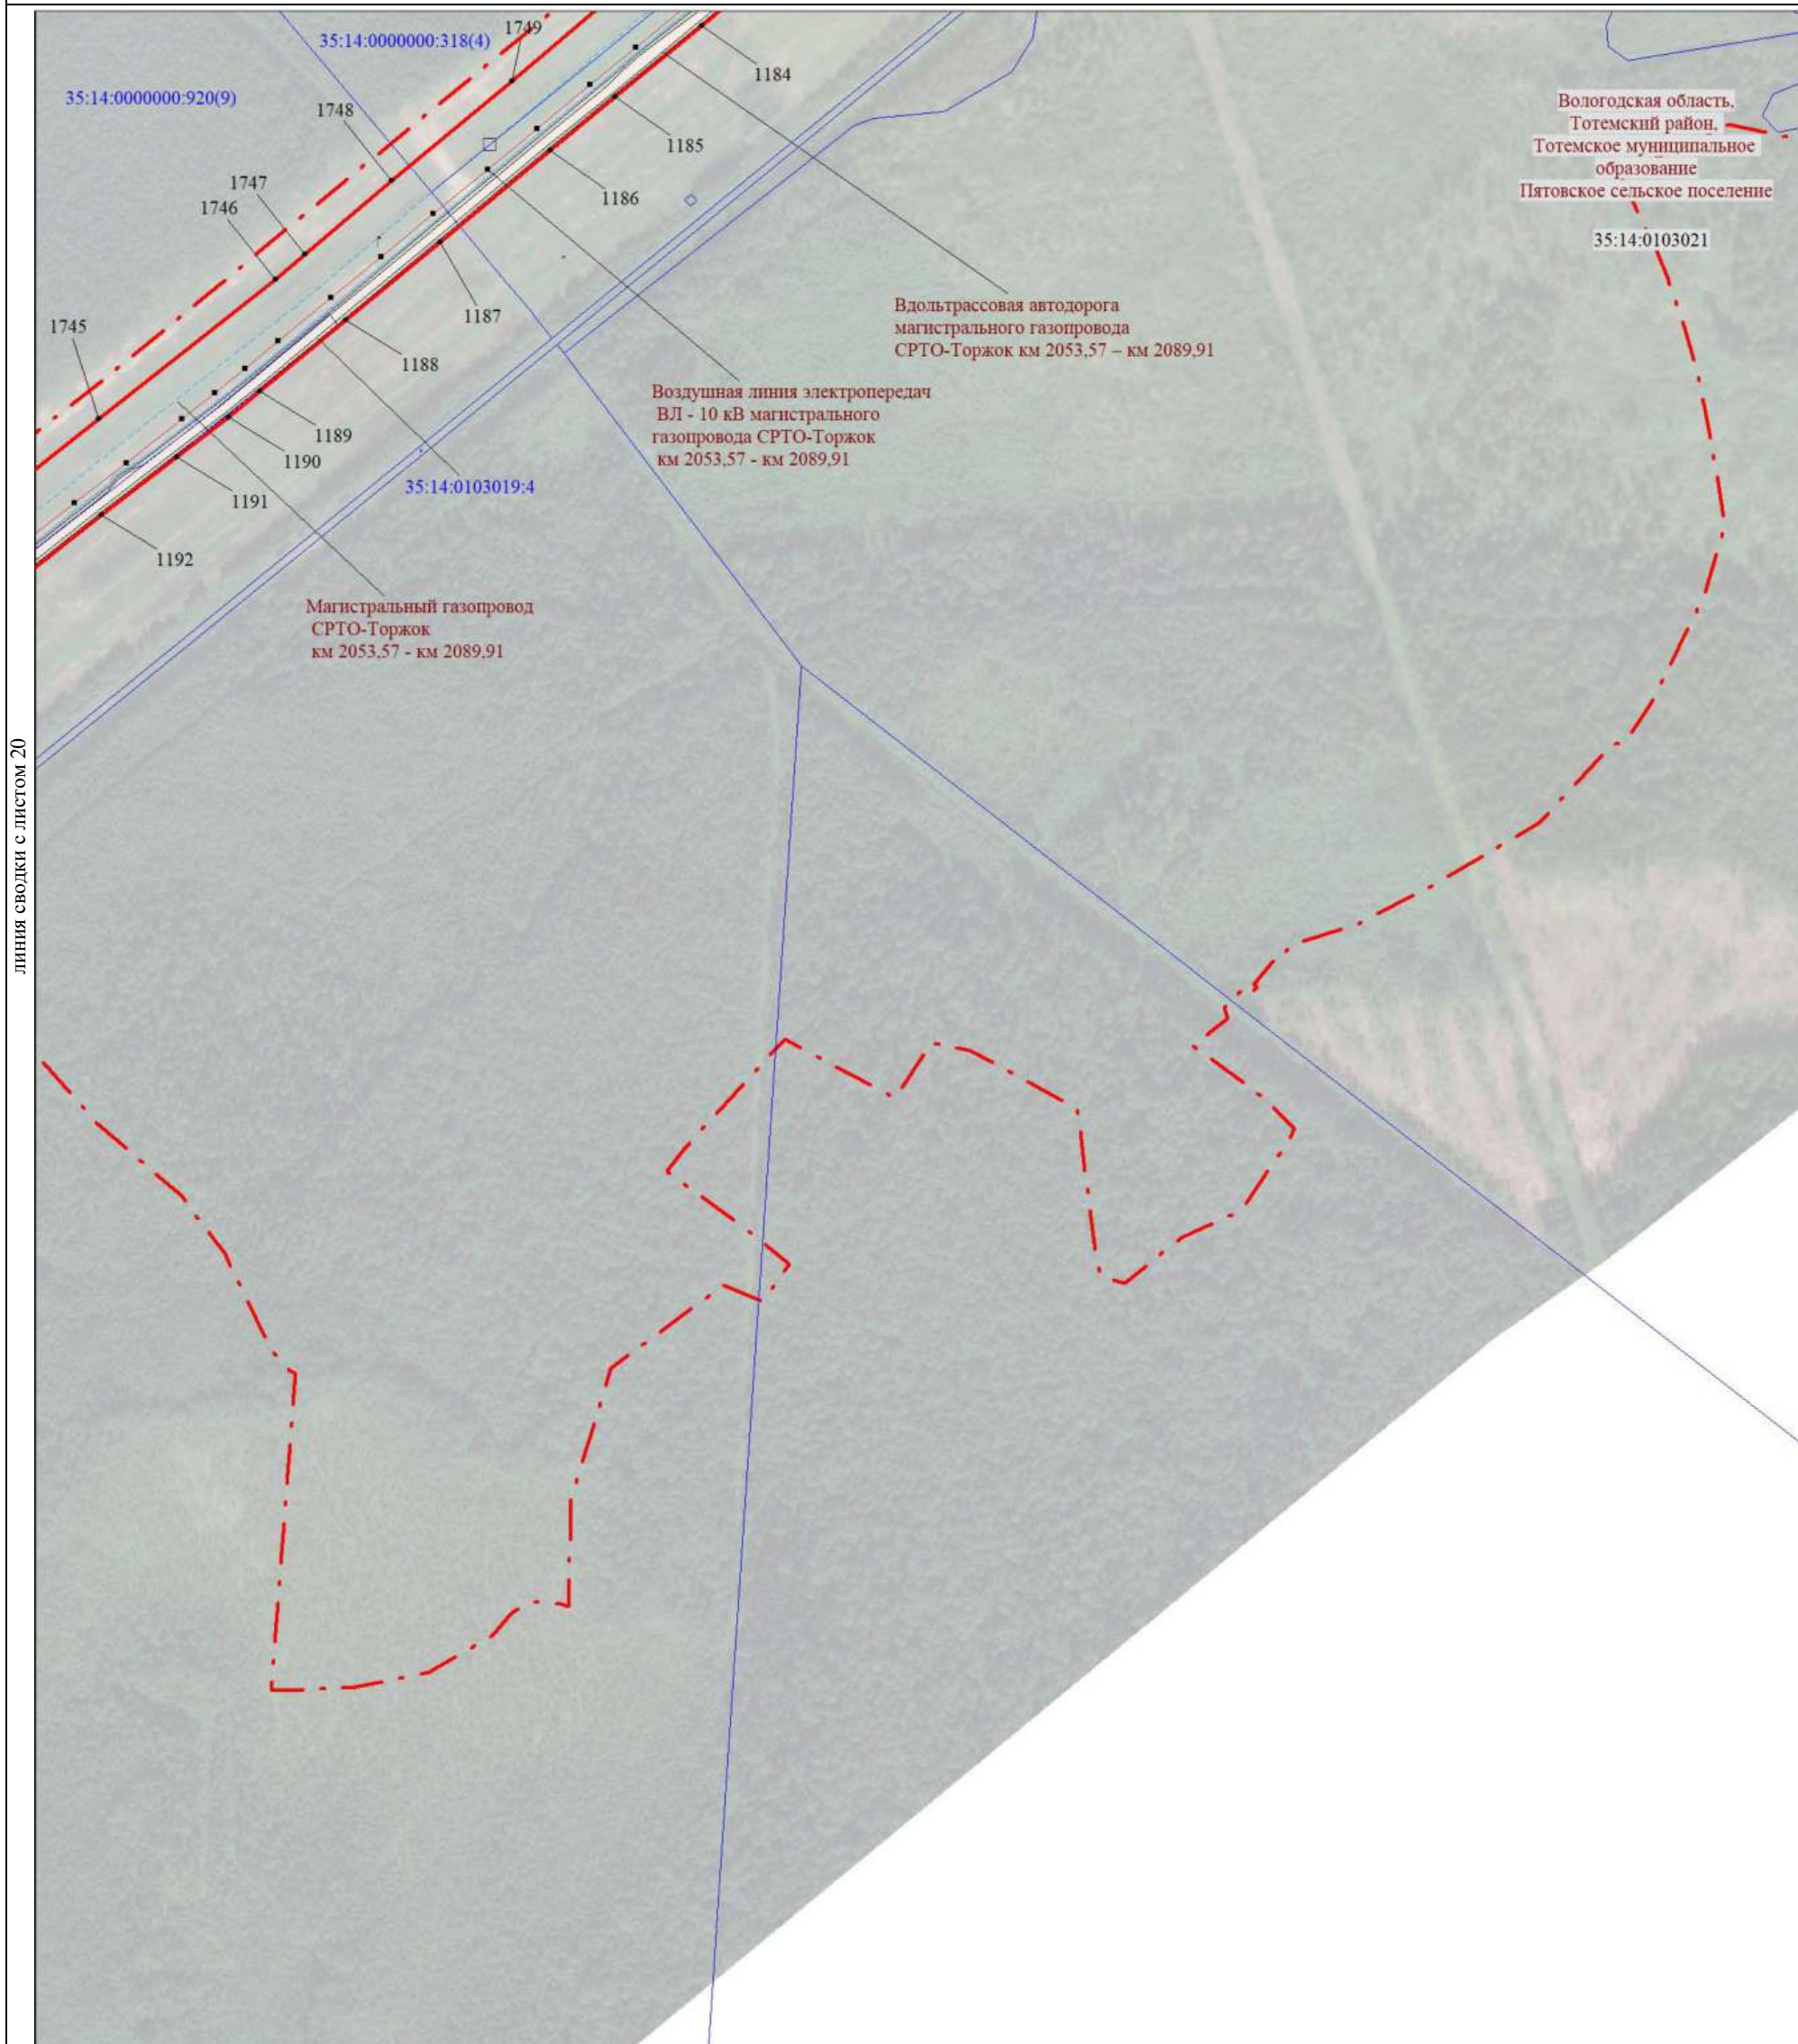 1749
35:14:0000000:318(4)
1184
35:14:0000000:920(9)
1748
Вологодская область,
Тотемский район,
Тотемское муниципальное
образование
Пятовское сельское поселение
35:14:0103021
1185
1747
1746
1186
1187
1745
1188
Вдольтрассовая автодорога
магистрального газопровода
СРТО-Торжок км 2053,57 – км 2089,91
Воздушная линия электропередач
ВЛ - 10 кВ магистрального
газопровода СРТО-Торжок
км 2053,57 - км 2089,91
1189
1190
35:14:0103019:4
1191
1192
Магистральный газопровод
СРТО-Торжок
км 2053,57 - км 2089,91
линия сводки с листом 20